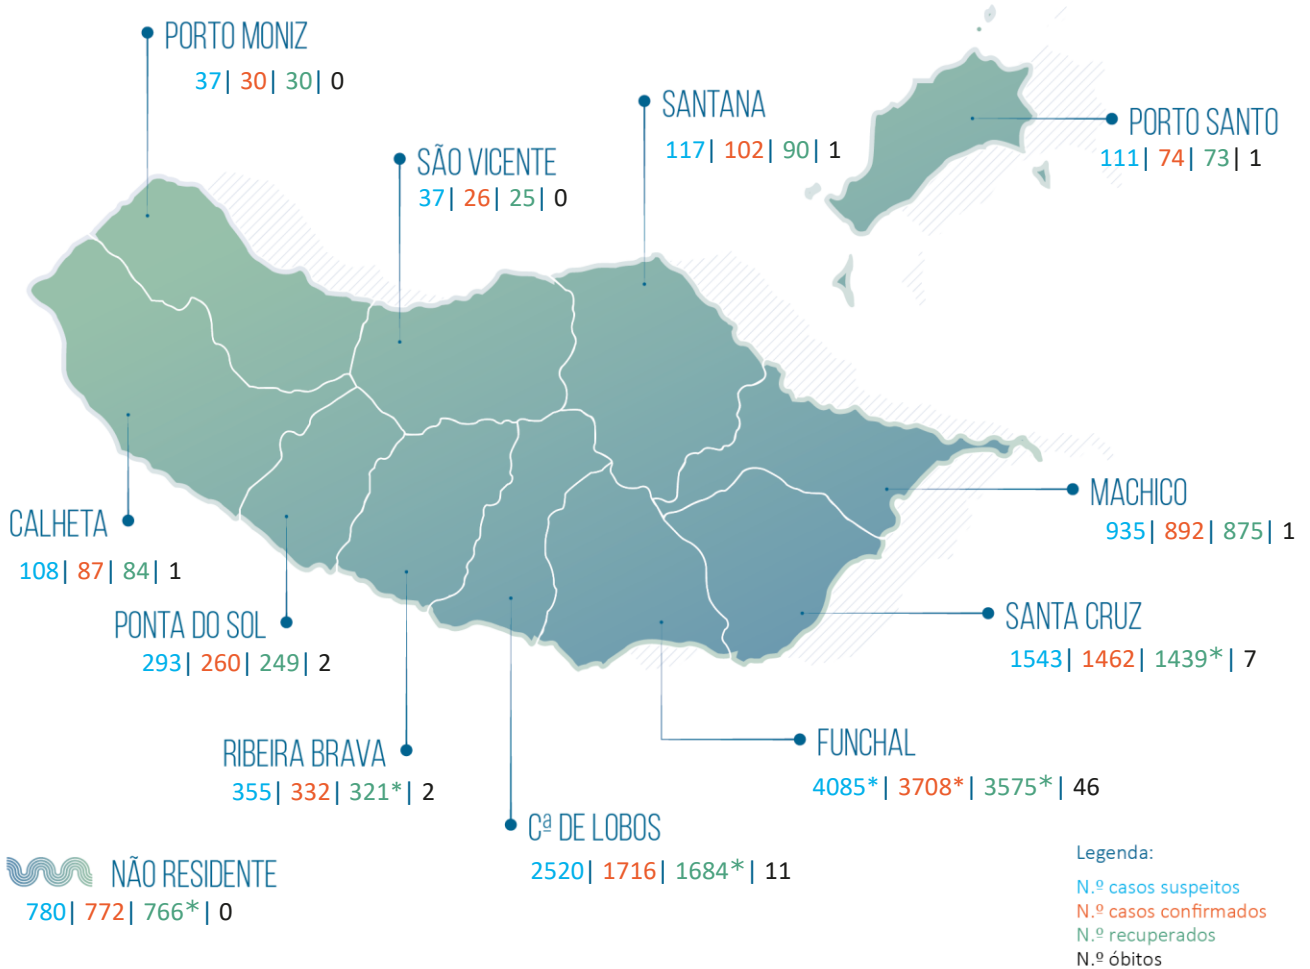 PORTO MONIZ
37| 30| 30| 0
SANTANA
117| 102| 90| 1
PORTO SANTO
111| 74| 73| 1
SÃO VICENTE
37| 26| 25| 0
MACHICO
935| 892| 875| 1
CALHETA
108| 87| 84| 1
PONTA DO SOL
293| 260| 249| 2
SANTA CRUZ
1543| 1462| 1439*| 7
RIBEIRA BRAVA
355| 332| 321*| 2
FUNCHAL
4085*| 3708*| 3575*| 46
Cª DE LOBOS
2520| 1716| 1684*| 11
NÃO RESIDENTE
780| 772| 766*| 0
Legenda:
N.º casos suspeitos
N.º casos confirmados
N.º recuperados
N.º óbitos